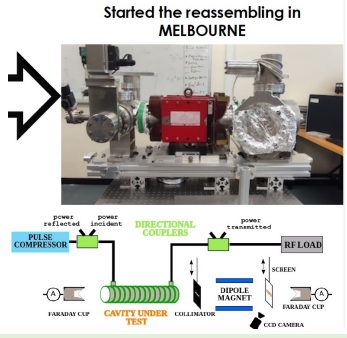 Started the reassembling in
MELBOURNE
power
reflected
power
incident
DIRECTIONAL
COUPLERS
power
transmitted
PULSE
COMPRESSOR
RF LOAD
SCREEN
A
FARADAY CUP
CAVITY UNDER
TEST
COLLIMATOR
DIPOLE
MAGNET
A
FARADAY CUP
CCD CAMERA